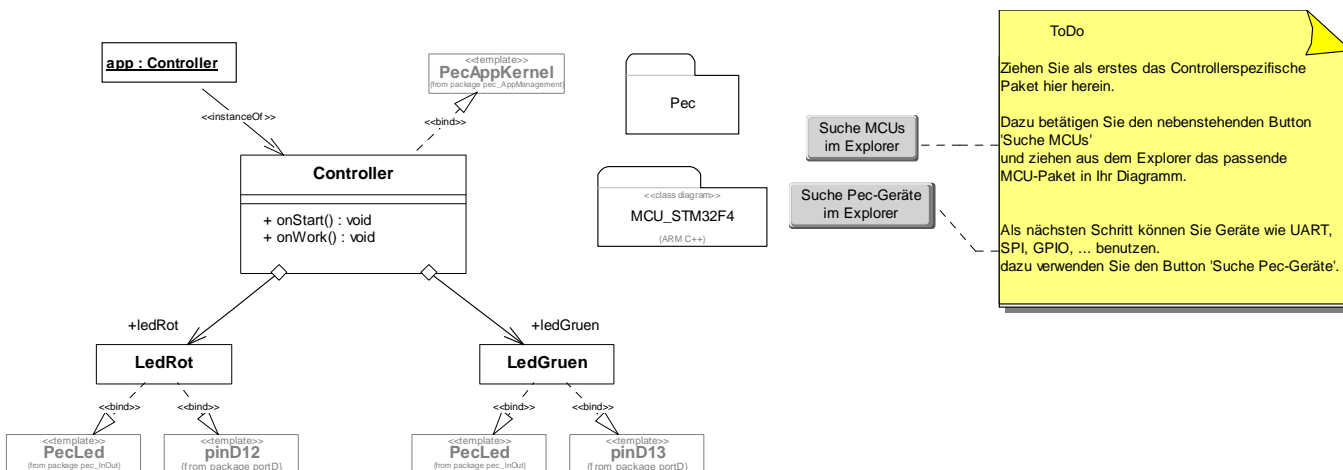 app : Controller
<<instanceOf>>
<<template>>
PecAppKernel
(from package pec_AppManagement)
<<bind>>
Controller
+ onStart() : void
+ onWork() : void
+ledRot
+ledGruen
LedRot
LedGruen
<<bind>>
<<bind>>
<<bind>>
<<bind>>
<<template>>
PecLed
(from package pec_InOut)
<<template>>
pinD12
(from package portD)
<<template>>
PecLed
(from package pec_InOut)
<<template>>
pinD13
(from package portD)
Pec
<<class diagram>>
MCU_STM32F4
{ARM C++}
Suche MCUs
im Explorer
Suche Pec-Geräte
im Explorer
ToDo
Ziehen Sie als erstes das Controllerspezifische
Paket hier herein.
Dazu betätigen Sie den nebenstehenden Button
'Suche MCUs'
und ziehen aus dem Explorer das passende
MCU-Paket in Ihr Diagramm.
Als nächsten Schritt können Sie Geräte wie UART,
SPI, GPIO, ... benutzen.
dazu verwenden Sie den Button 'Suche Pec-Geräte'.